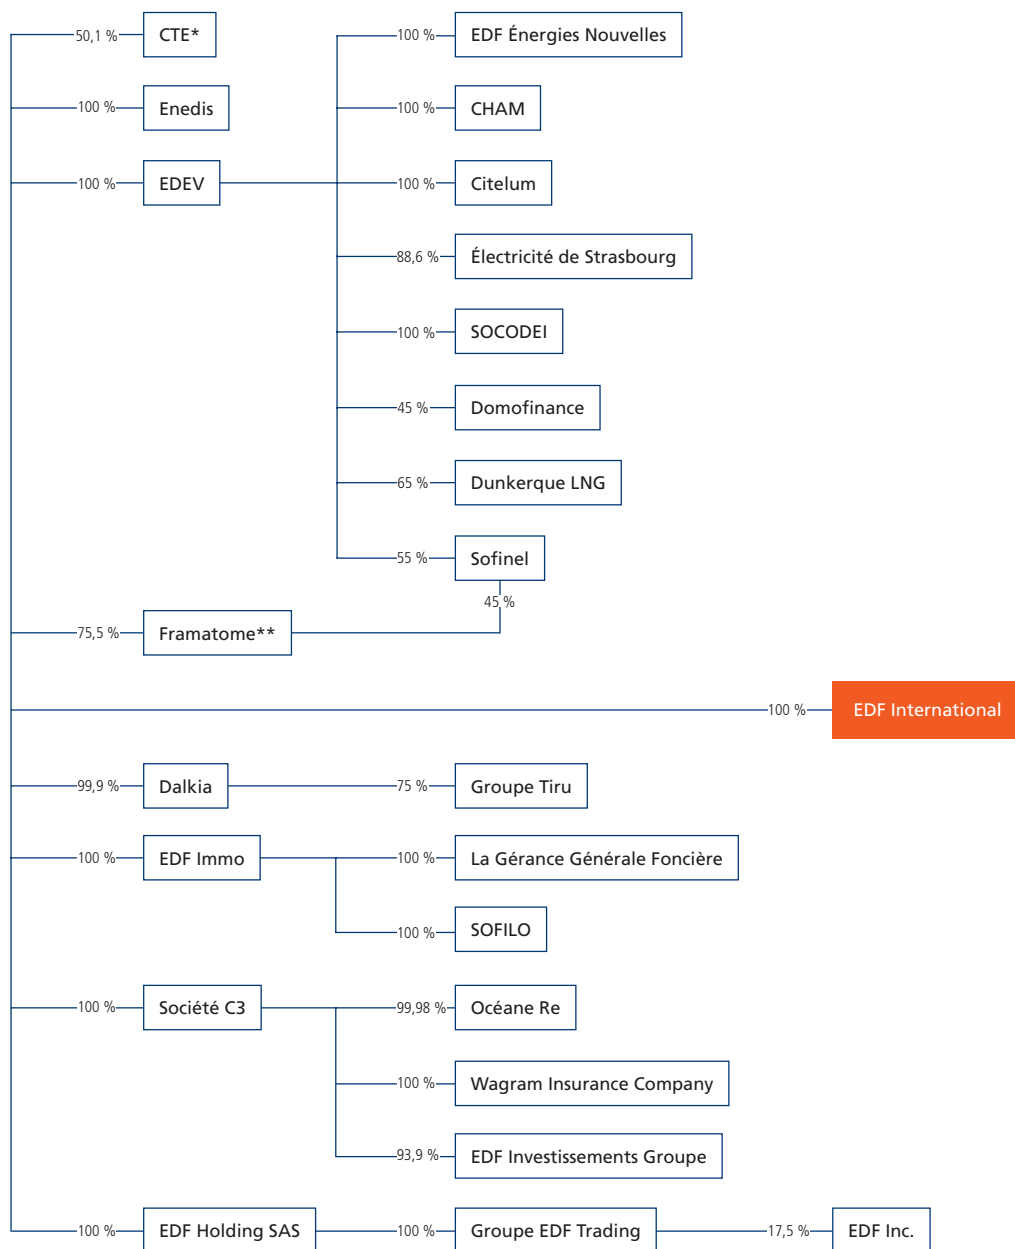 50,1 % CTE* 100 % EDF Énergies Nouvelles
100 % Enedis 100 % CHAM
100 % EDEV 100 % Citelum
88,6 % Électricité de Strasbourg
100 % SOCODEI
45 % Domofinance
65 % Dunkerque LNG
55 % Sofinel
45 %
75,5 % Framatome**
100 % EDF International
99,9 % Dalkia 75 % Groupe Tiru
100 % EDF Immo 100 % La Gérance Générale Foncière
100 % SOFILO
100 % Société C3 99,98 % Océane Re
100 % Wagram Insurance Company
93,9 % EDF Investissements Groupe
100 % EDF Holding SAS 100 % Groupe EDF Trading 17,5 % EDF Inc.